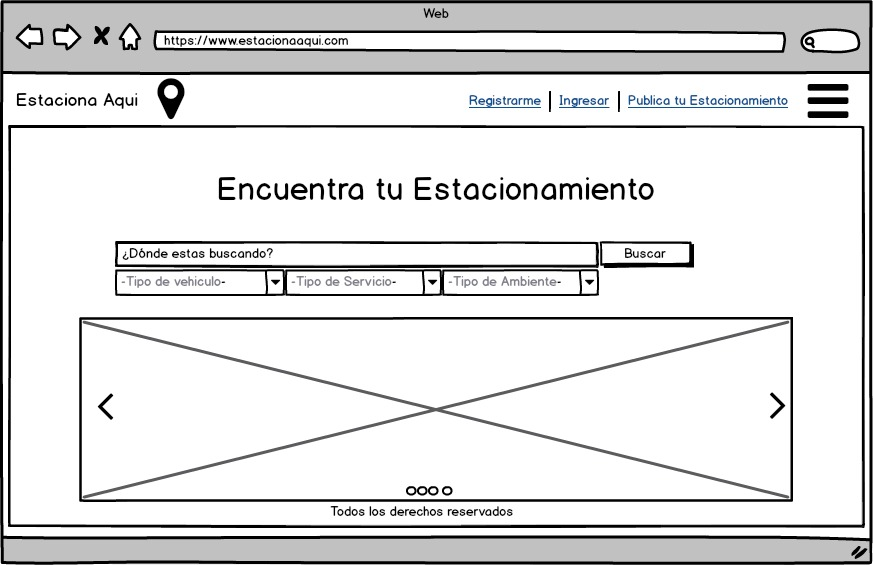 Web
https://www.estacionaaqui.com
Estaciona Aqui
Registrarme | Ingresar | Publica tu Estacionamiento
Encuentra tu Estacionamiento
¿Dónde estas buscando?
Buscar
-Tipo de vehiculo-
-Tipo de Servicio-
-Tipo de Ambiente-
Todos los derechos reservados